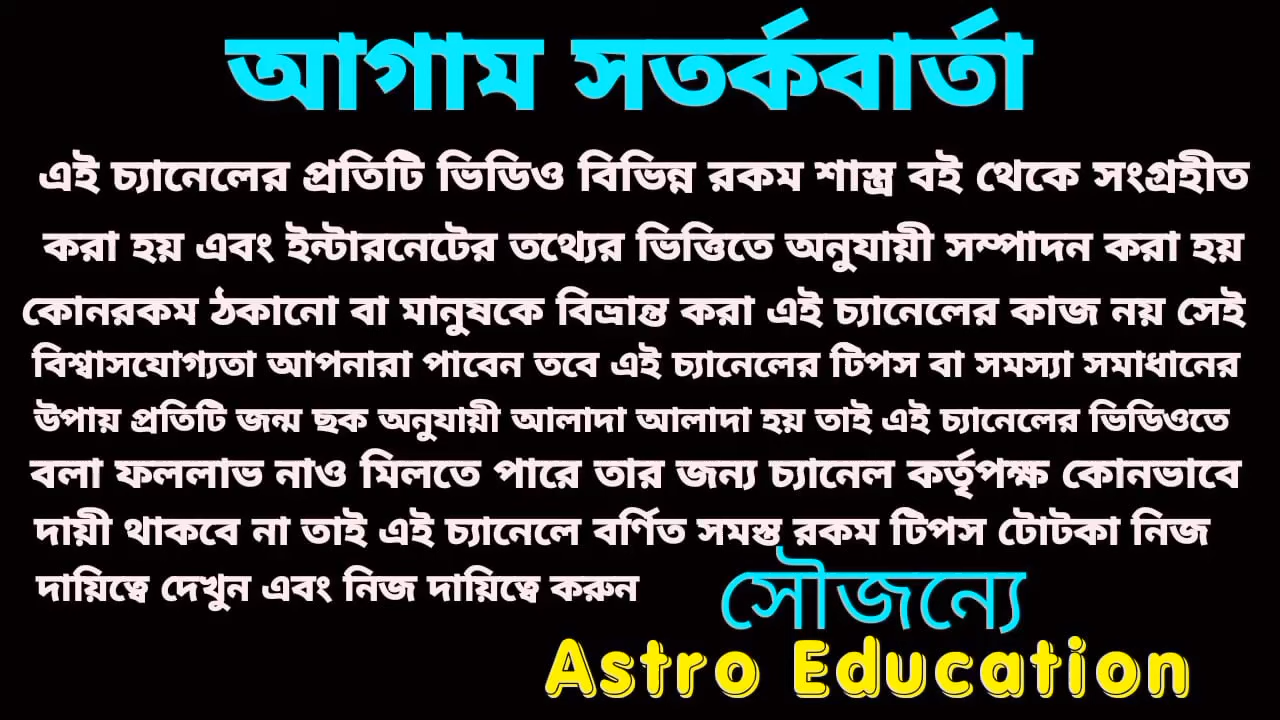 আগাম সতর্কবার্তা
এই চ্যানেলের প্রতিটি ভিডিও বিভিন্ন রকম শাস্ত্র বই থেকে সংগ্রহীত
করা হয় এবং ইন্টারনেটের তথ্যের ভিত্তিতে অনুযায়ী সম্পাদন করা হয়
কোনরকম ঠকানো বা মানুষকে বিভ্রান্ত করা এই চ্যানেলের কাজ নয় সেই
বিশ্বাসযোগ্যতা আপনারা পাবেন তবে এই চ্যানেলের টিপস বা সমস্যা সমাধানের
উপায় প্রতিটি জন্ম ছক অনুযায়ী আলাদা আলাদা হয় তাই এই চ্যানেলের ভিডিওতে
বলা ফললাভ নাও মিলতে পারে তার জন্য চ্যানেল কর্তৃপক্ষ কোনভাবে
দায়ী থাকবে না তাই এই চ্যানেলে বর্ণিত সমস্ত রকম টিপস টোটকা নিজ
দায়িত্বে দেখুন এবং নিজ দায়িত্বে করুন
সৌজন্যে
Astro Education